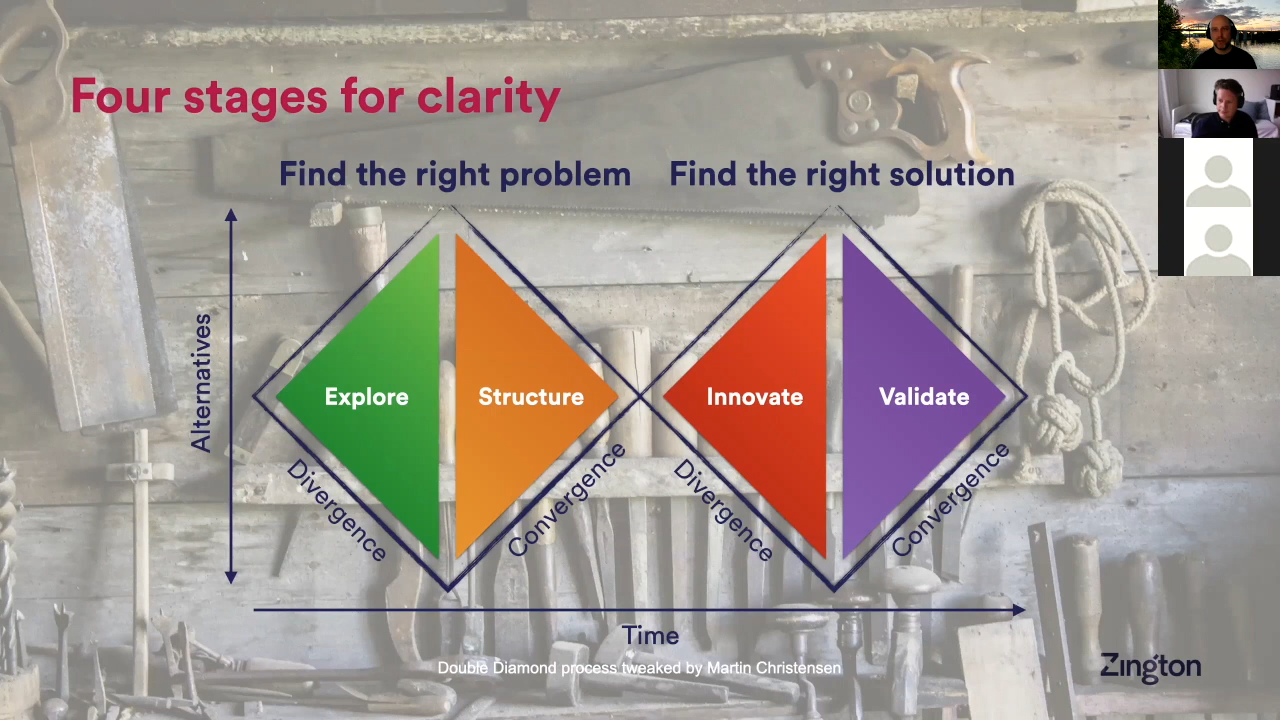 Four stages for clarity
Find the right problem
Find the right solution
Alternatives
Explore
Structure
Innovate
Validate
Divergence
Convergence
Divergence
Convergence
Time
Double Diamond process tweaked by Martin Christensen
Zington